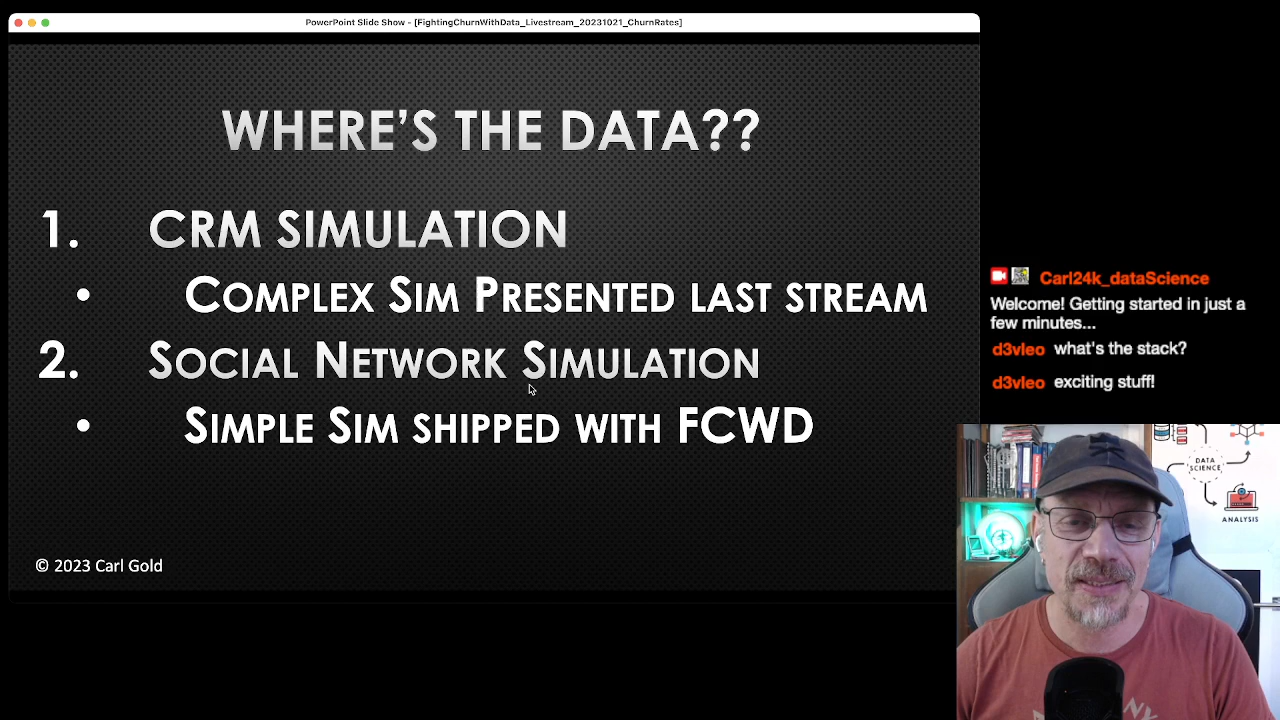 PowerPoint Slide Show - [FightingChurnWithData_Livestream_20231021_ChurnRates]
WHERE'S THE DATA??
1. CRM SIMULATION
• COMPLEX SIM PRESENTED LAST STREAM
2. SOCIAL NETWORK SIMULATION
• SIMPLE SIM SHIPPED WITH FCWD
© 2023 Carl Gold
Carl24k_dataScience
Welcome! Getting started in just a
few minutes...
d3vleo what's the stack?
d3vleo exciting stuff!
DATA
SCIENCE
ANALYSIS